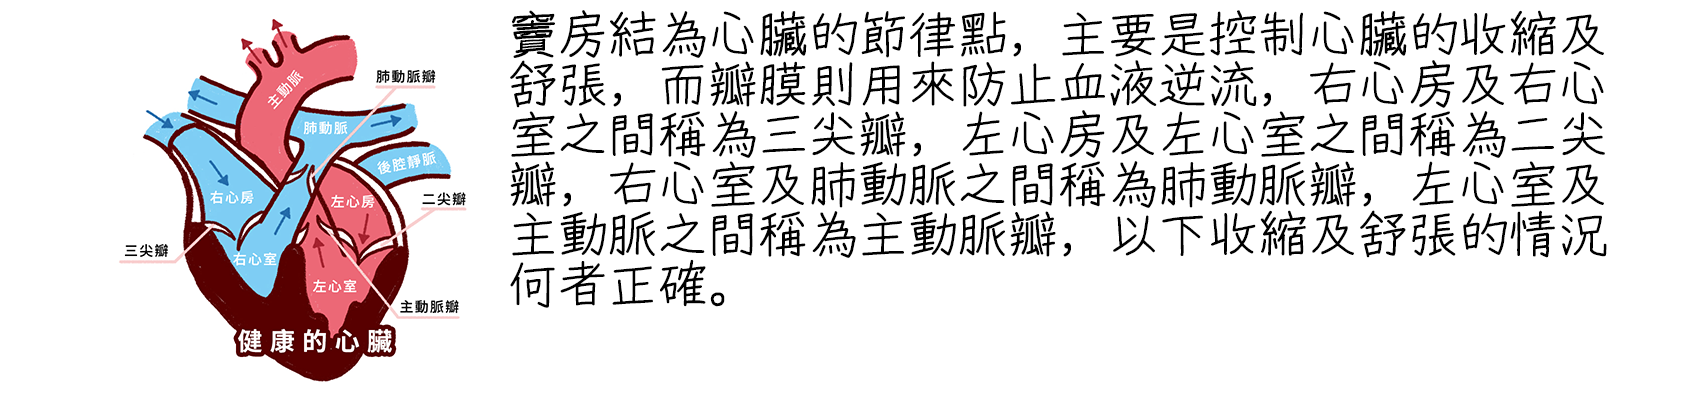 竇房結為心臟的節律點，主要是控制心臟的收縮及
舒張，而瓣膜則用來防止血液逆流，右心房及右心
室之間稱為三尖瓣，左心房及左心室之間稱為二尖
瓣，右心室及肺動脈之間稱為肺動脈瓣，左心室及
主動脈之間稱為主動脈瓣，以下收縮及舒張的情況
何者正確。
肺動脈瓣
主動脈
肺動脈
後腔靜脈
右心房
左心房
二尖瓣
三尖瓣
右心室
左心室
主動脈瓣
健康的心臟